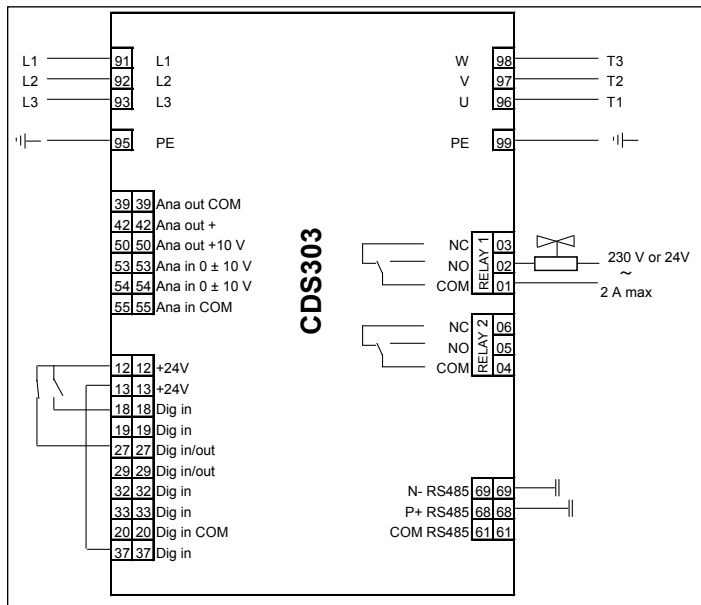 L1 91 L1
L2 92 L2
L3 93 L3
95 PE
W 98 T3
V 97 T2
U 96 T1
PE 99
39 39 Ana out COM
42 42 Ana out +
50 50 Ana out +10 V
53 53 Ana in 0 ± 10 V
54 54 Ana in 0 ± 10 V
55 55 Ana in COM
CDS303
NC 03
NO 02
COM 01
RELAY 1
230 V or 24V
~
2 A max
NC 06
NO 05
COM 04
RELAY 2
12 12 +24V
13 13 +24V
18 18 Dig in
19 19 Dig in
27 27 Dig in/out
29 29 Dig in/out
32 32 Dig in
33 33 Dig in
20 20 Dig in COM
37 37 Dig in
N- RS485 69 69
P+ RS485 68 68
COM RS485 61 61